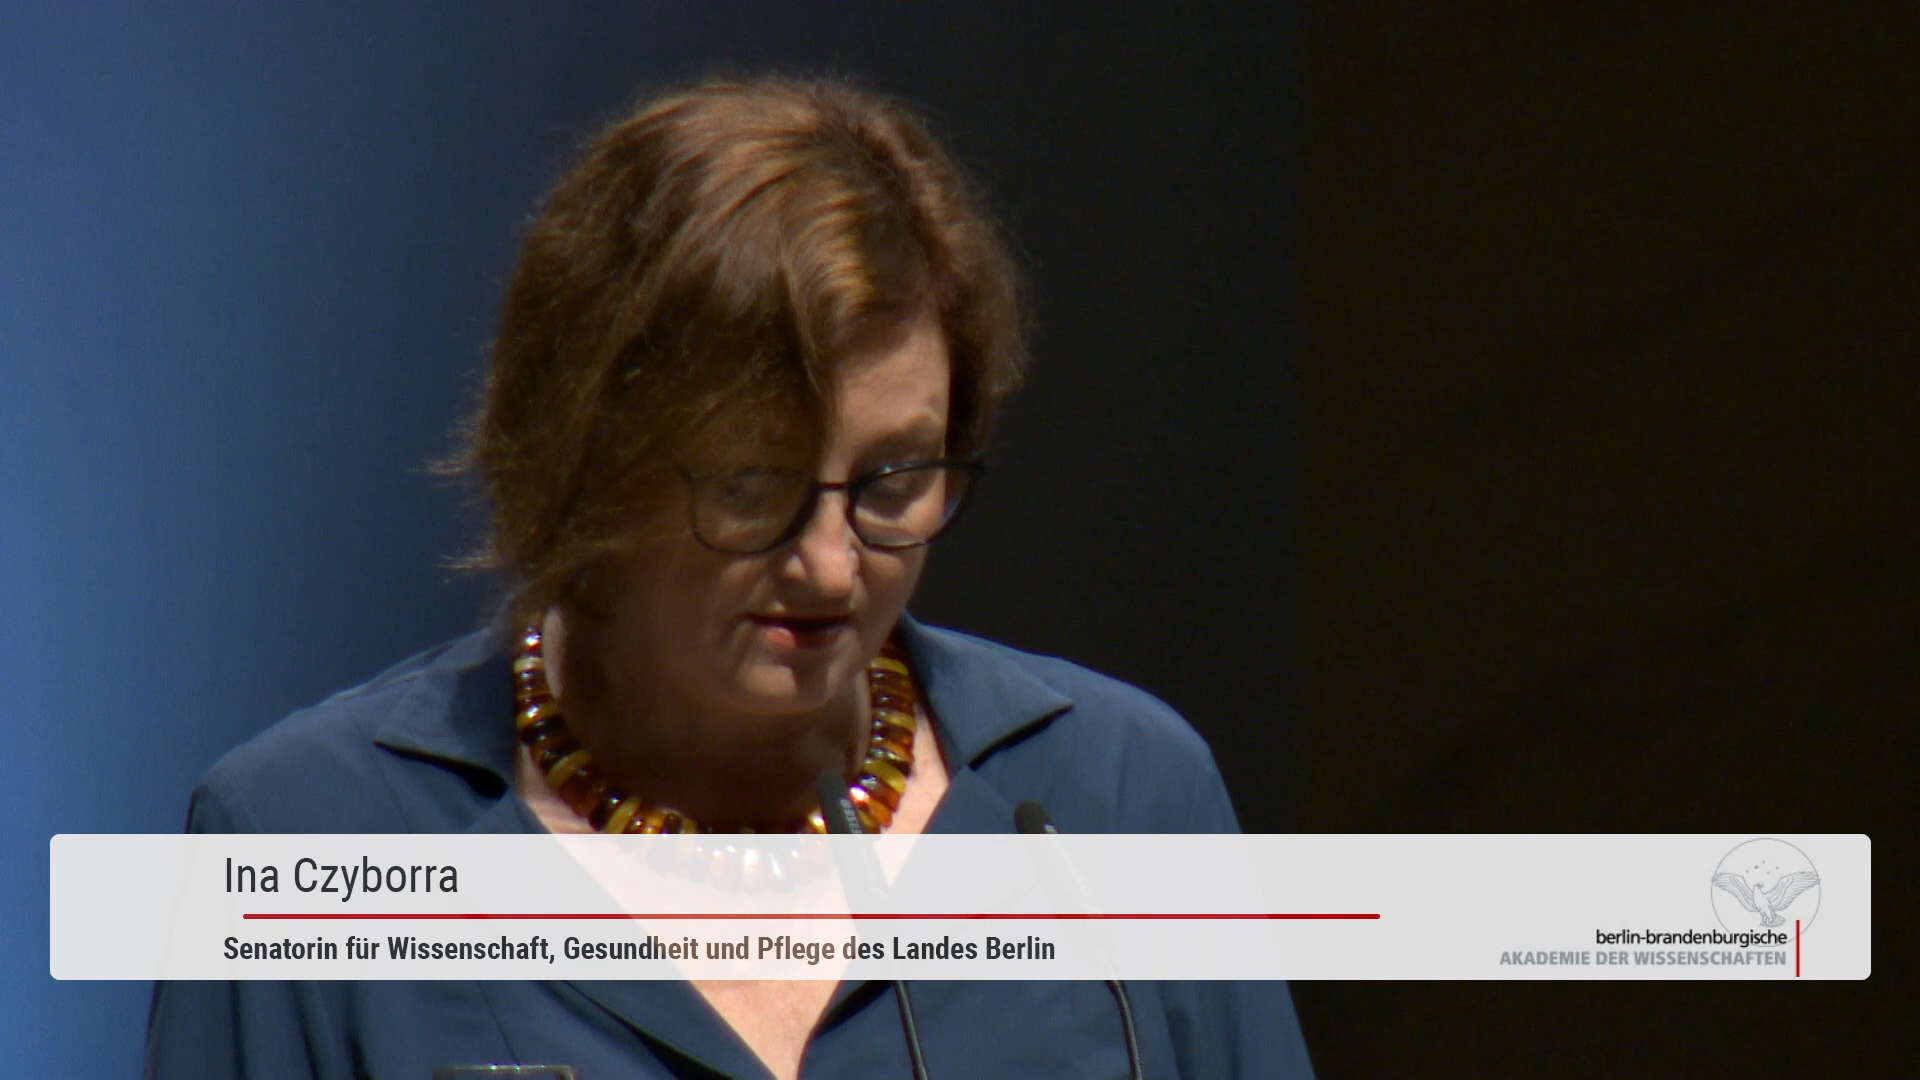 Ina Czyborra
Senatorin für Wissenschaft, Gesundheit und Pflege des Landes Berlin
berlin-brandenburgische
AKADEMIE DER WISSENSCHAFTEN